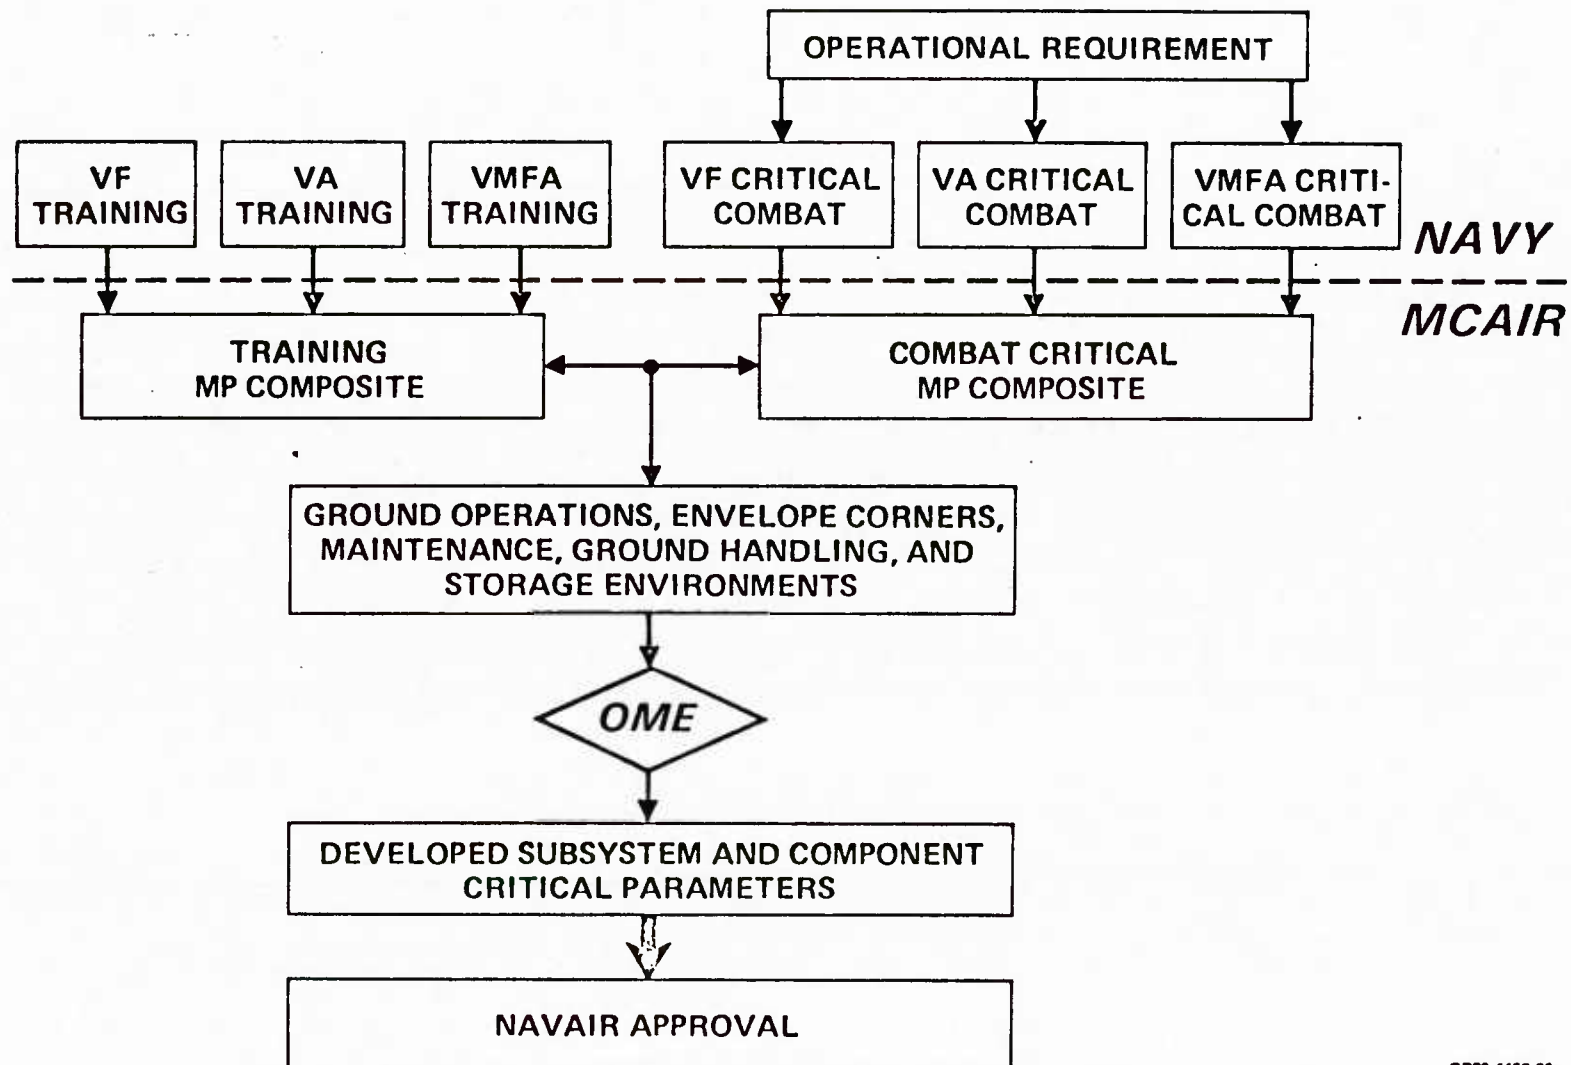 OPERATIONAL REQUIREMENT
VF
TRAINING
VA
TRAINING
VMFA
TRAINING
VF CRITICAL
COMBAT
VA CRITICAL
COMBAT
VMFA CRITI-
CAL COMBAT
NAVY
MCAIR
TRAINING
MP COMPOSITE
COMBAT CRITICAL
MP COMPOSITE
GROUND OPERATIONS, ENVELOPE CORNERS,
MAINTENANCE, GROUND HANDLING, AND
STORAGE ENVIRONMENTS
OME
DEVELOPED SUBSYSTEM AND COMPONENT
CRITICAL PARAMETERS
NAVAIR APPROVAL